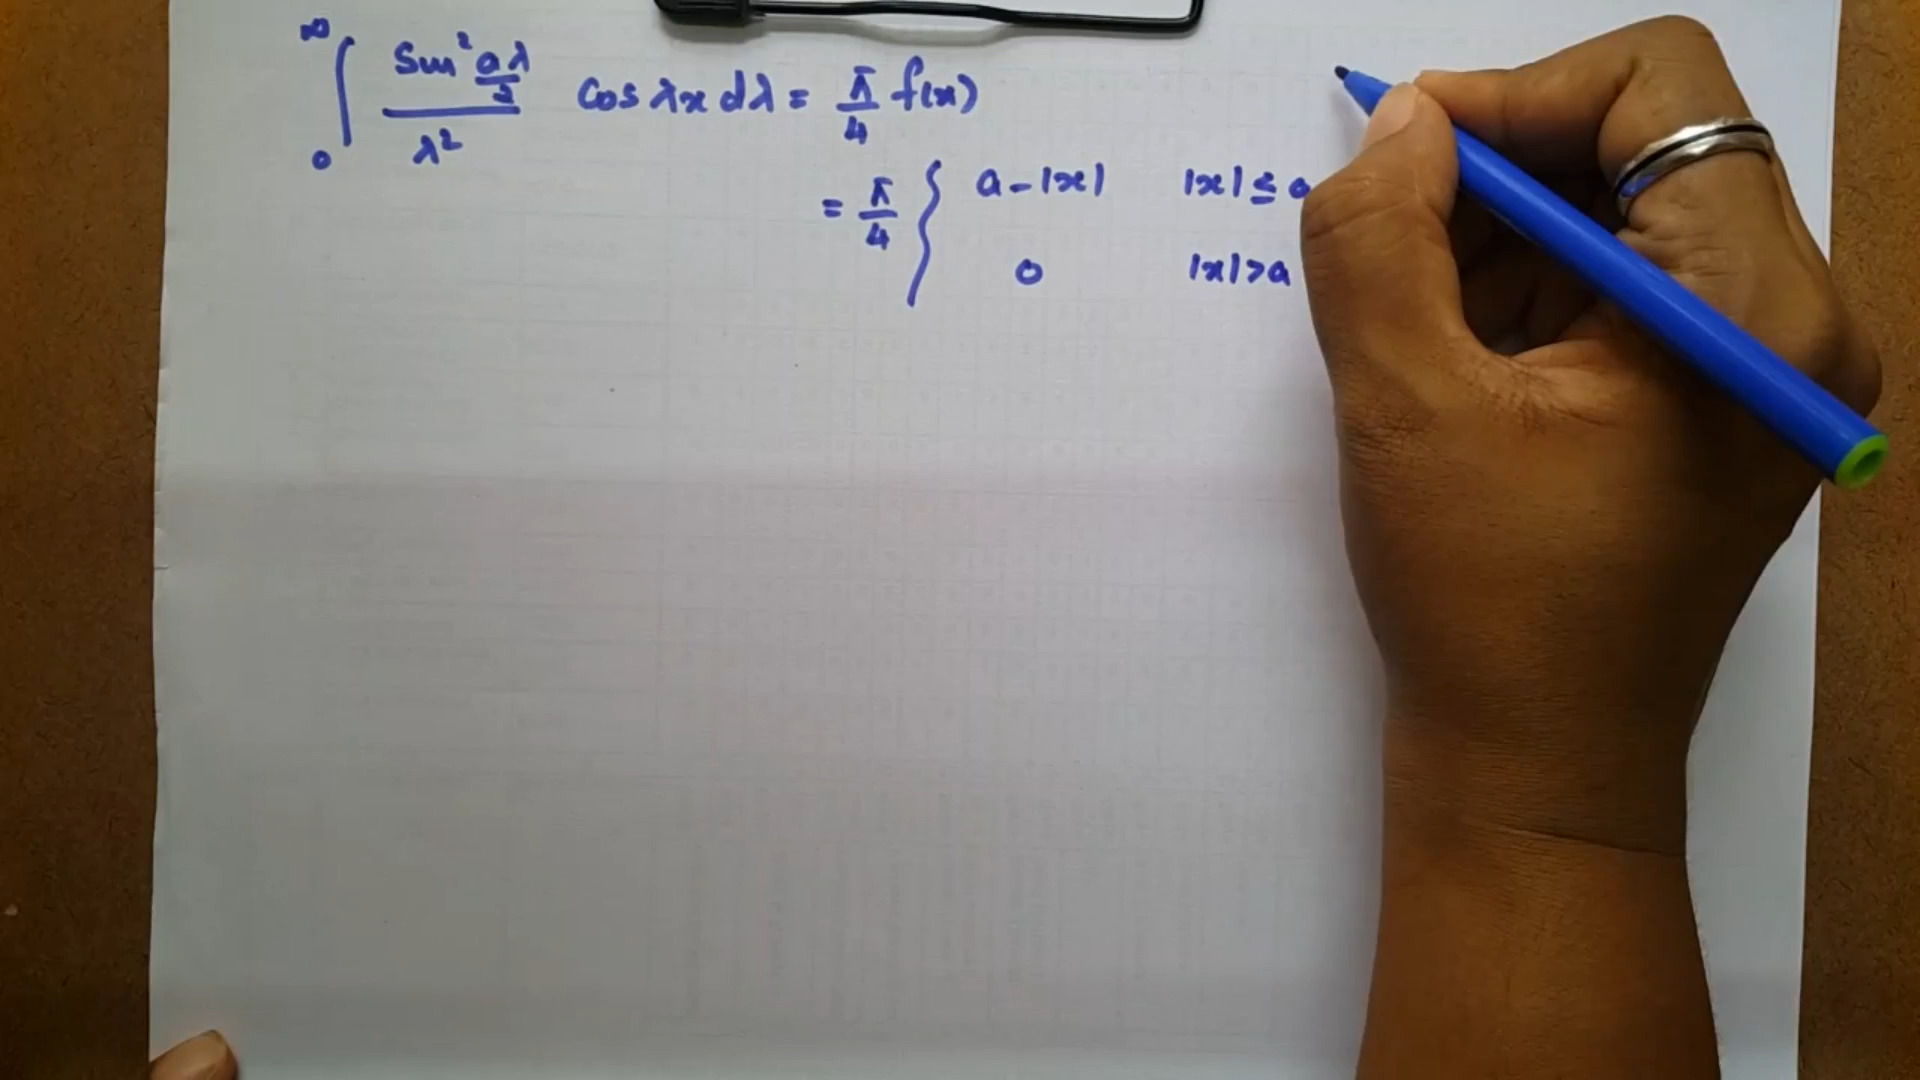 ∞∫0 Sin² aλ/2 / λ² Cos λx dλ = π/4 f(x)
= π/4 { a-|x| |x| ≤ a
0 |x|>a